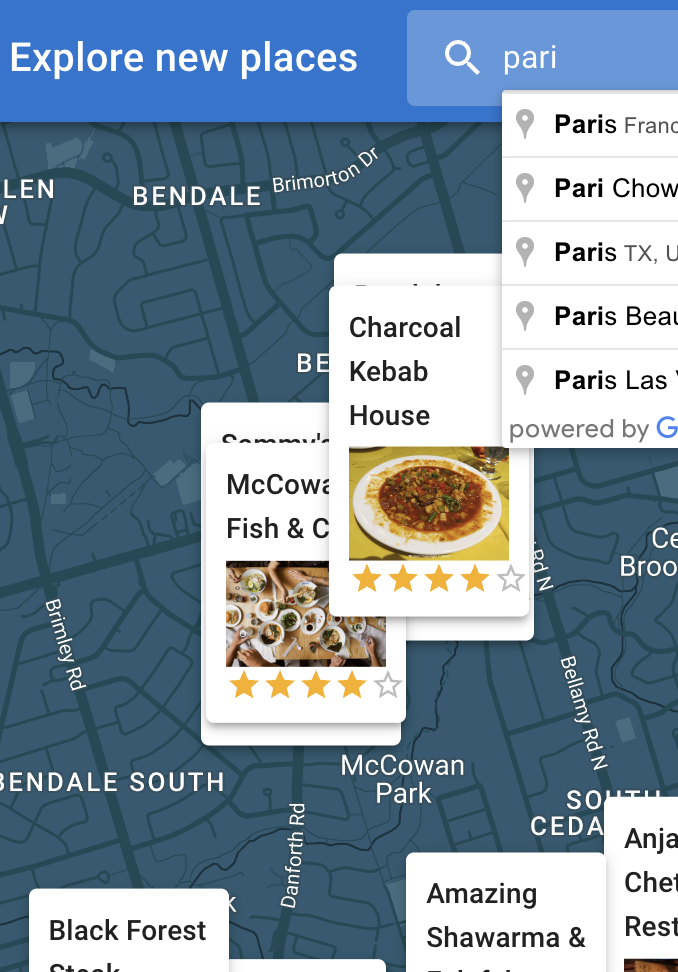 Explore new places
pari
Paris Franc
Pari Chow
Paris TX, U
Paris Beau
Paris Las V
powered by G
LEN
W
BENDALE
Brimorton Dr
Charcoal
Kebab
House
BE
Sammy's
McCowa
Fish & C
Rd N
Ce
Broo
Brimley Rd
Bellamy Rd N
BENDALE SOUTH
McCowan
Park
SOUTH
CEDA
Danforth Rd
Anja
Chet
Rest
Amazing
Shawarma &
k
Black Forest
Steak